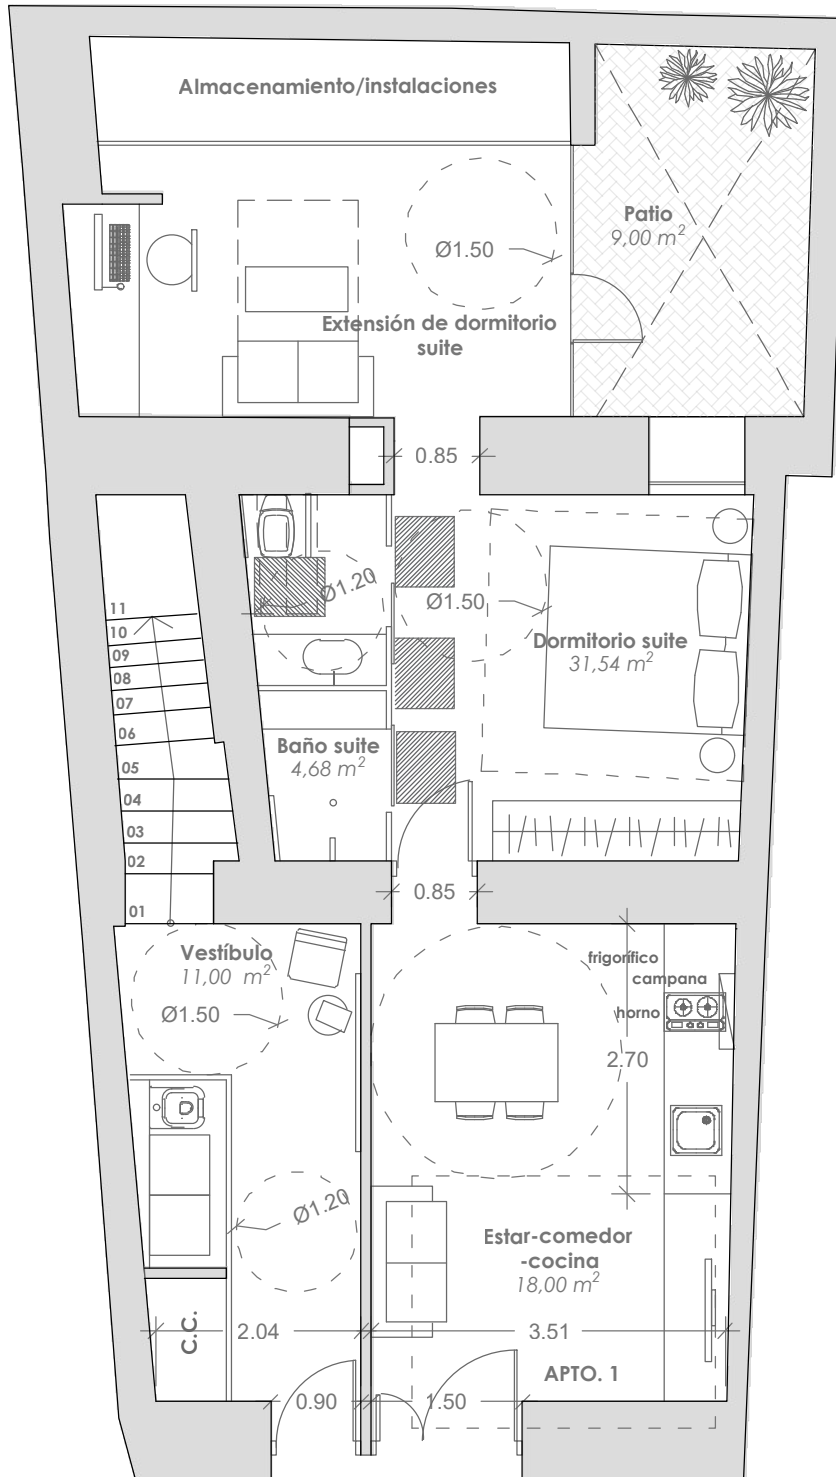 Almacenamiento/instalaciones
Patio
9,00 m²
Ø1.50
Extensión de dormitorio
suite
0.85
Ø1.20
Ø1.50
Dormitorio suite
31,54 m²
11
10
09
08
07
06
05
04
03
02
01
Baño suite
4,68 m²
0.85
Vestíbulo
11,00 m²
Ø1.50
frigorífico
campana
horno
2.70
Ø1.20
Estar-comedor
-cocina
18,00 m²
C.C.
2.04
3.51
APTO. 1
0.90
1.50